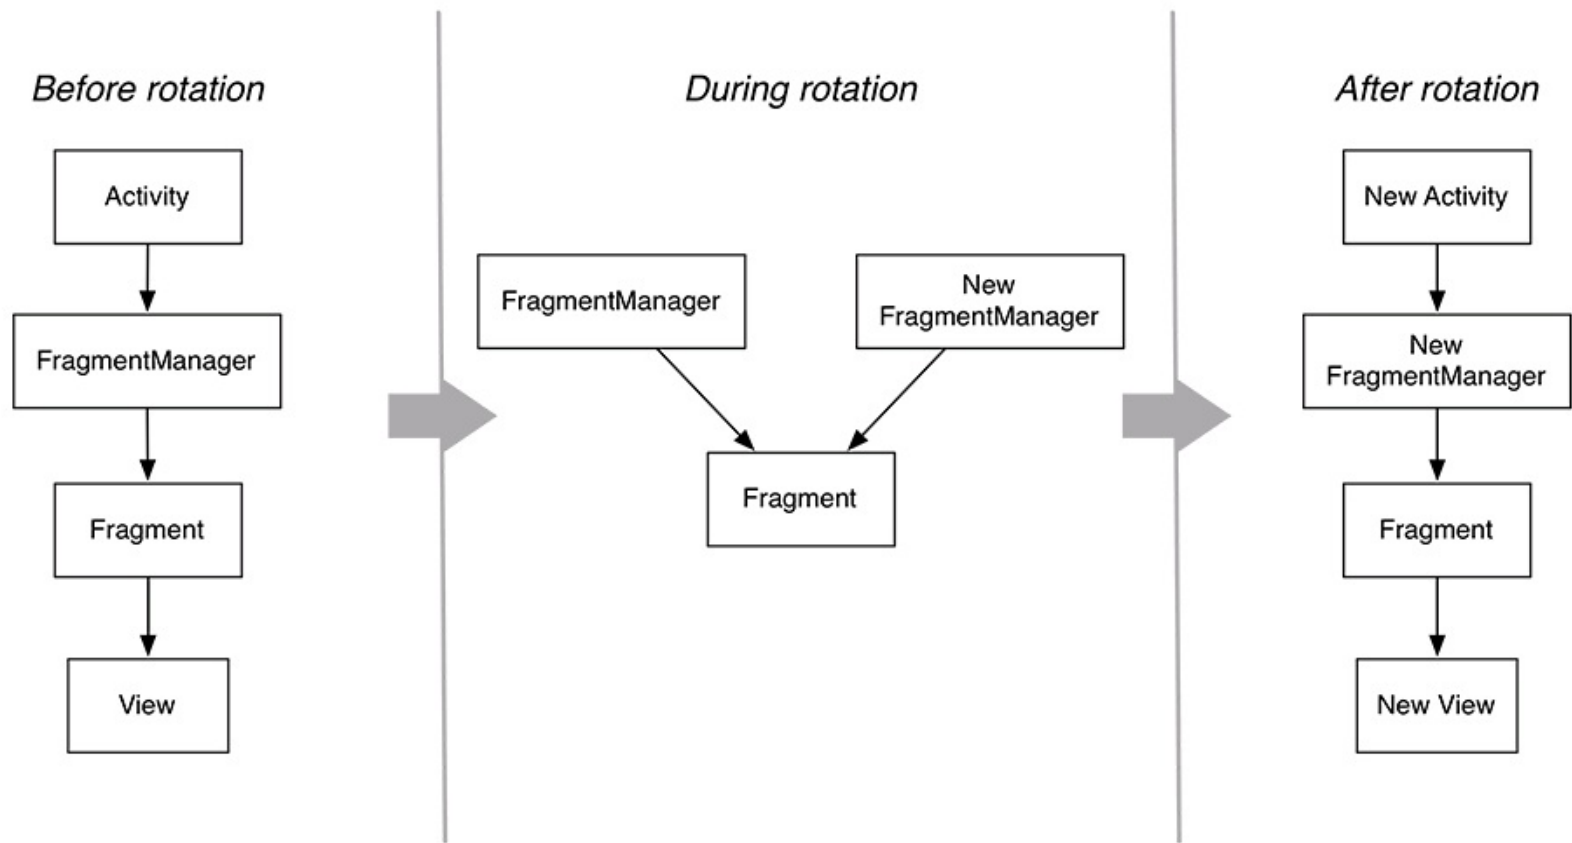 Before rotation
Activity
FragmentManager
Fragment
View
During rotation
FragmentManager
New
FragmentManager
Fragment
After rotation
New Activity
New
FragmentManager
Fragment
New View